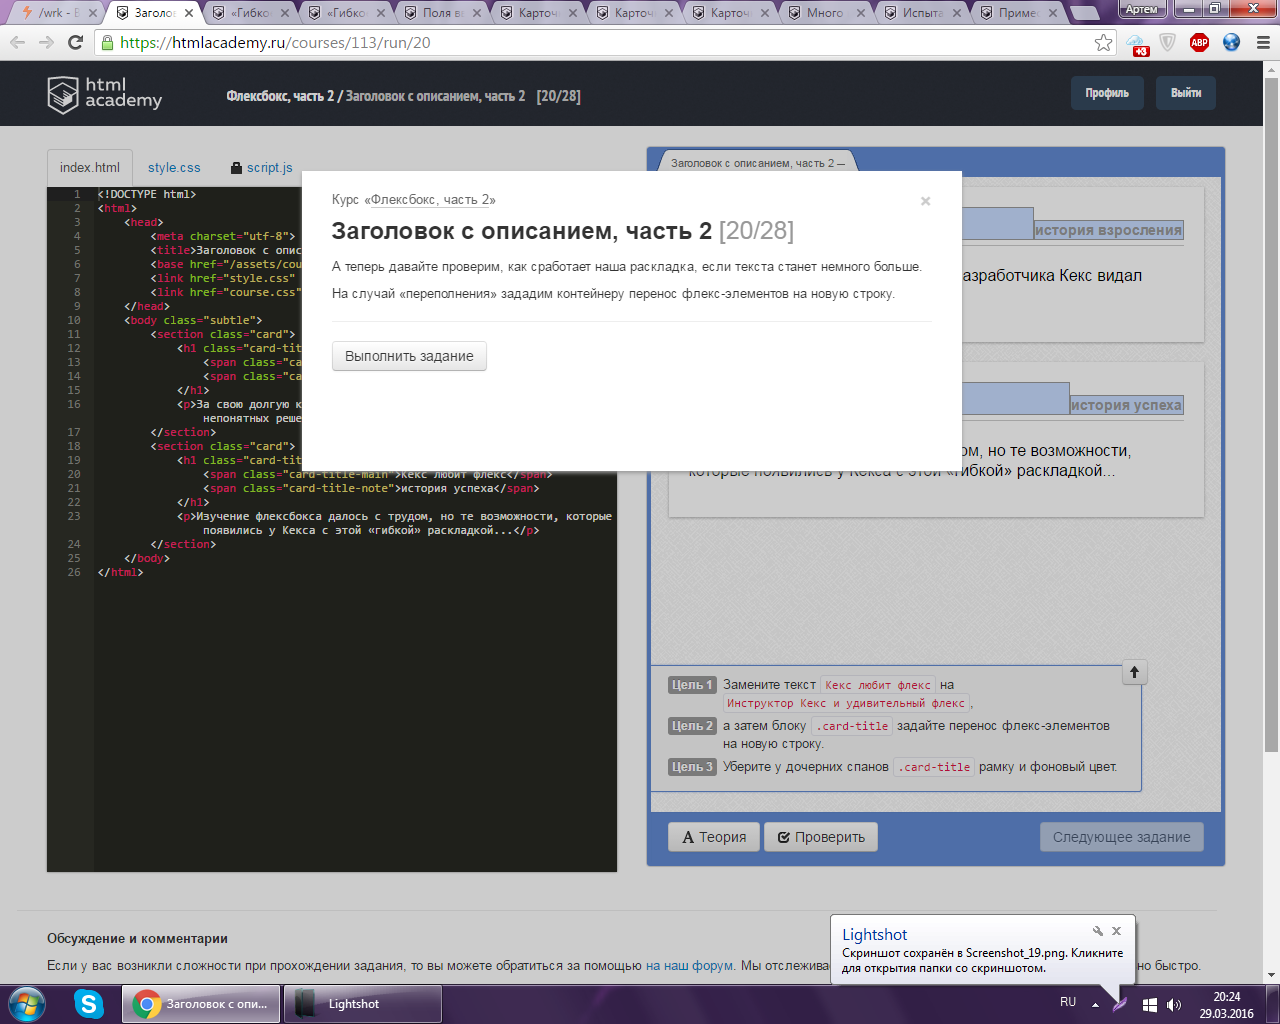 /wrk - В
Заголов
«Гибко
«Гибко
Поля в
Карточ
Карточ
Карточ
Много
Испыта
Приме
Артем
https://htmlacademy.ru/courses/113/run/20
+3
ABP
html
academy
Флексбокс, часть 2 / Заголовок с описанием, часть 2 [20/28]
Профиль
Выйти
index.html
style.css
script.js
Заголовок с описанием, часть 2 —
1 <!DOCTYPE html>
2 <html>
3 <head>
4 <meta charset="utf-8">
5 <title>Заголовок с опис
6 <base href="/assets/cou
7 <link href="style.css"
8 <link href="course.css"
9 </head>
10 <body class="subtle">
11 <section class="card">
12 <h1 class="card-tit
13 <span class="ca
14 <span class="ca
15 </h1>
16 <p>За свою долгую к
непонятных реше
17 </section>
18 <section class="card">
19 <h1 class="card-tit
20 <span class="card-title-main">Кекс любит флекс</span>
21 <span class="card-title-note">история успеха</span>
22 </h1>
23 <p>Изучение флексбокса далось с трудом, но те возможности, которые
появились у Кекса с этой «гибкой» раскладкой...</p>
24 </section>
25 </body>
26 </html>
Курс «Флексбокс, часть 2»
×
Заголовок с описанием, часть 2 [20/28]
А теперь давайте проверим, как сработает наша раскладка, если текста станет немного больше.
На случай «переполнения» зададим контейнеру перенос флекс-элементов на новую строку.
Выполнить задание
история взросления
азработчика Кекс видал
история успеха
ом, но те возможности,
которые появились у Кекса с этой «гибкой» раскладкой...
Цель 1 Замените текст Кекс любит флекс на
Инструктор Кекс и удивительный флекс,
Цель 2 а затем блоку .card-title задайте перенос флекс-элементов
на новую строку.
Цель 3 Уберите у дочерних спанов .card-title рамку и фоновый цвет.
Теория
Проверить
Следующее задание
Обсуждение и комментарии
Если у вас возникли сложности при прохождении задания, то вы можете обратиться за помощью на наш форум. Мы отслежива
но быстро.
Lightshot
Скриншот сохранён в Screenshot_19.png. Кликните
для открытия папки со скриншотом.
Заголовок с опи...
Lightshot
RU
20:24
29.03.2016